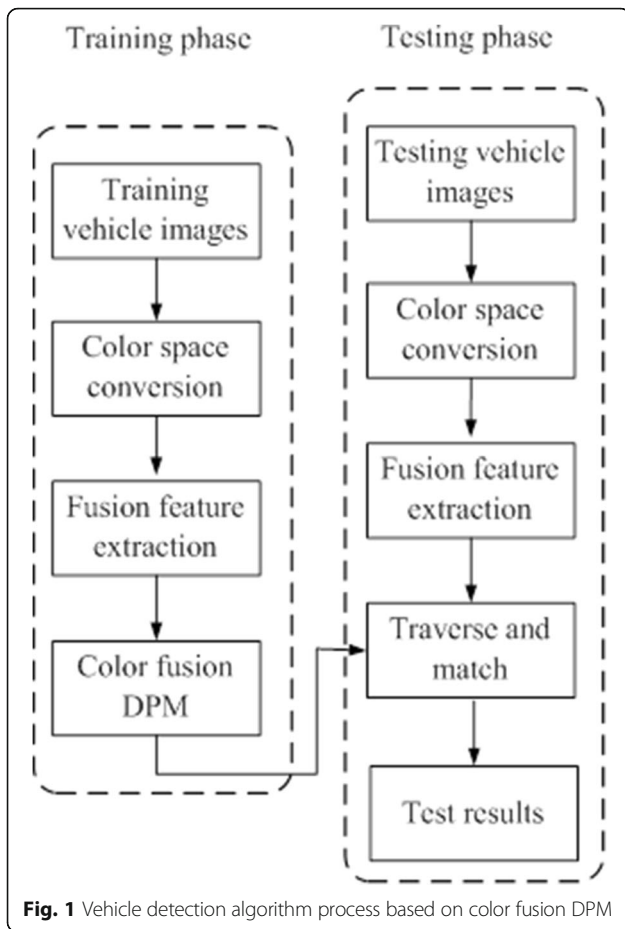 Training phase
Training
vehicle images
Color space
conversion
Fusion feature
extraction
Color fusion
DPM
Testing phase
Testing vehicle
images
Color space
conversion
Fusion feature
extraction
Traverse and
match
Test results
Fig. 1 Vehicle detection algorithm process based on color fusion DPM